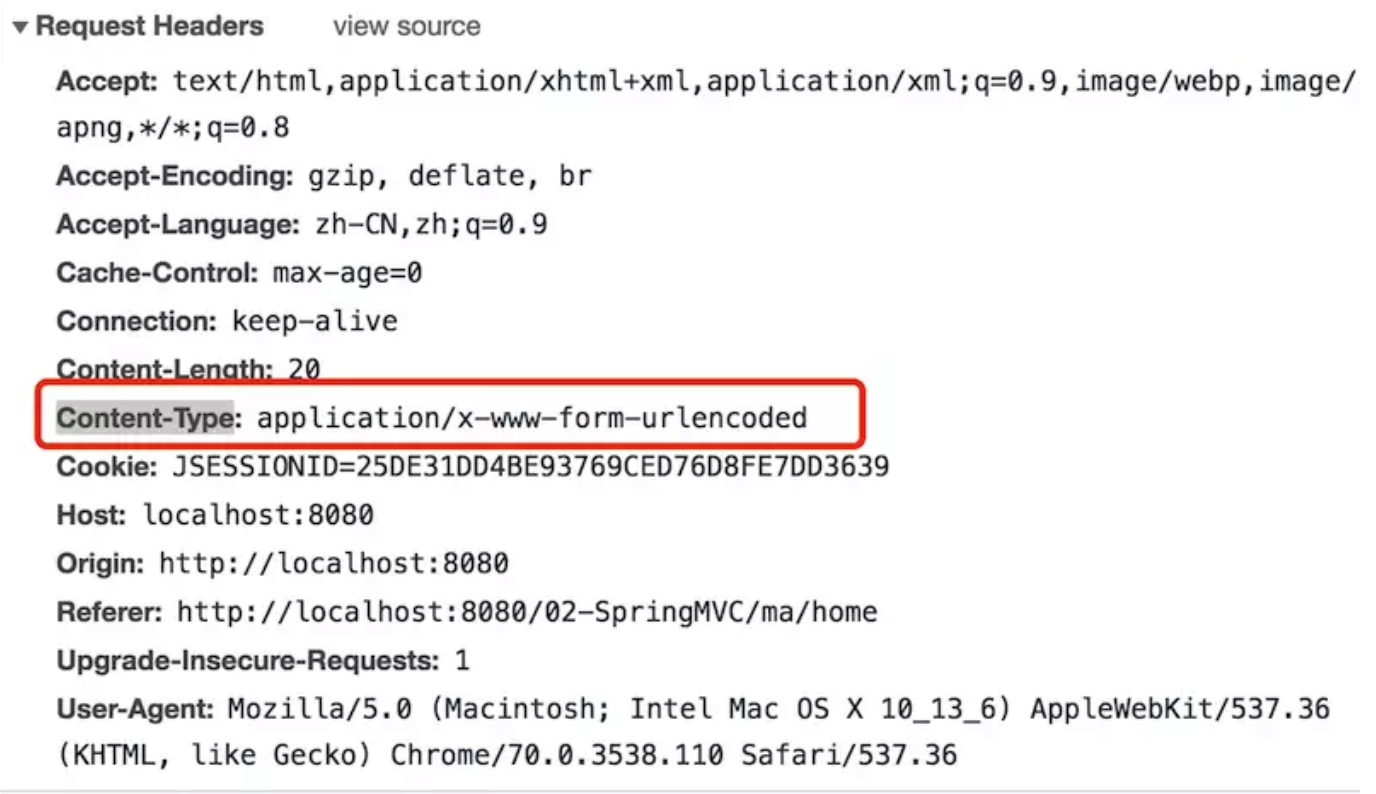 ▼Request Headers view source
Accept: text/html,application/xhtml+xml,application/xml;q=0.9,image/webp,image/
apng,*/*;q=0.8
Accept-Encoding: gzip, deflate, br
Accept-Language: zh-CN,zh;q=0.9
Cache-Control: max-age=0
Connection: keep-alive
Content-Length: 20
Content-Type: application/x-www-form-urlencoded
Cookie: JSESSIONID=25DE31DD4BE93769CED76D8FE7DD3639
Host: localhost:8080
Origin: http://localhost:8080
Referer: http://localhost:8080/02-SpringMVC/ma/home
Upgrade-Insecure-Requests: 1
User-Agent: Mozilla/5.0 (Macintosh; Intel Mac OS X 10_13_6) AppleWebKit/537.36
(KHTML, like Gecko) Chrome/70.0.3538.110 Safari/537.36